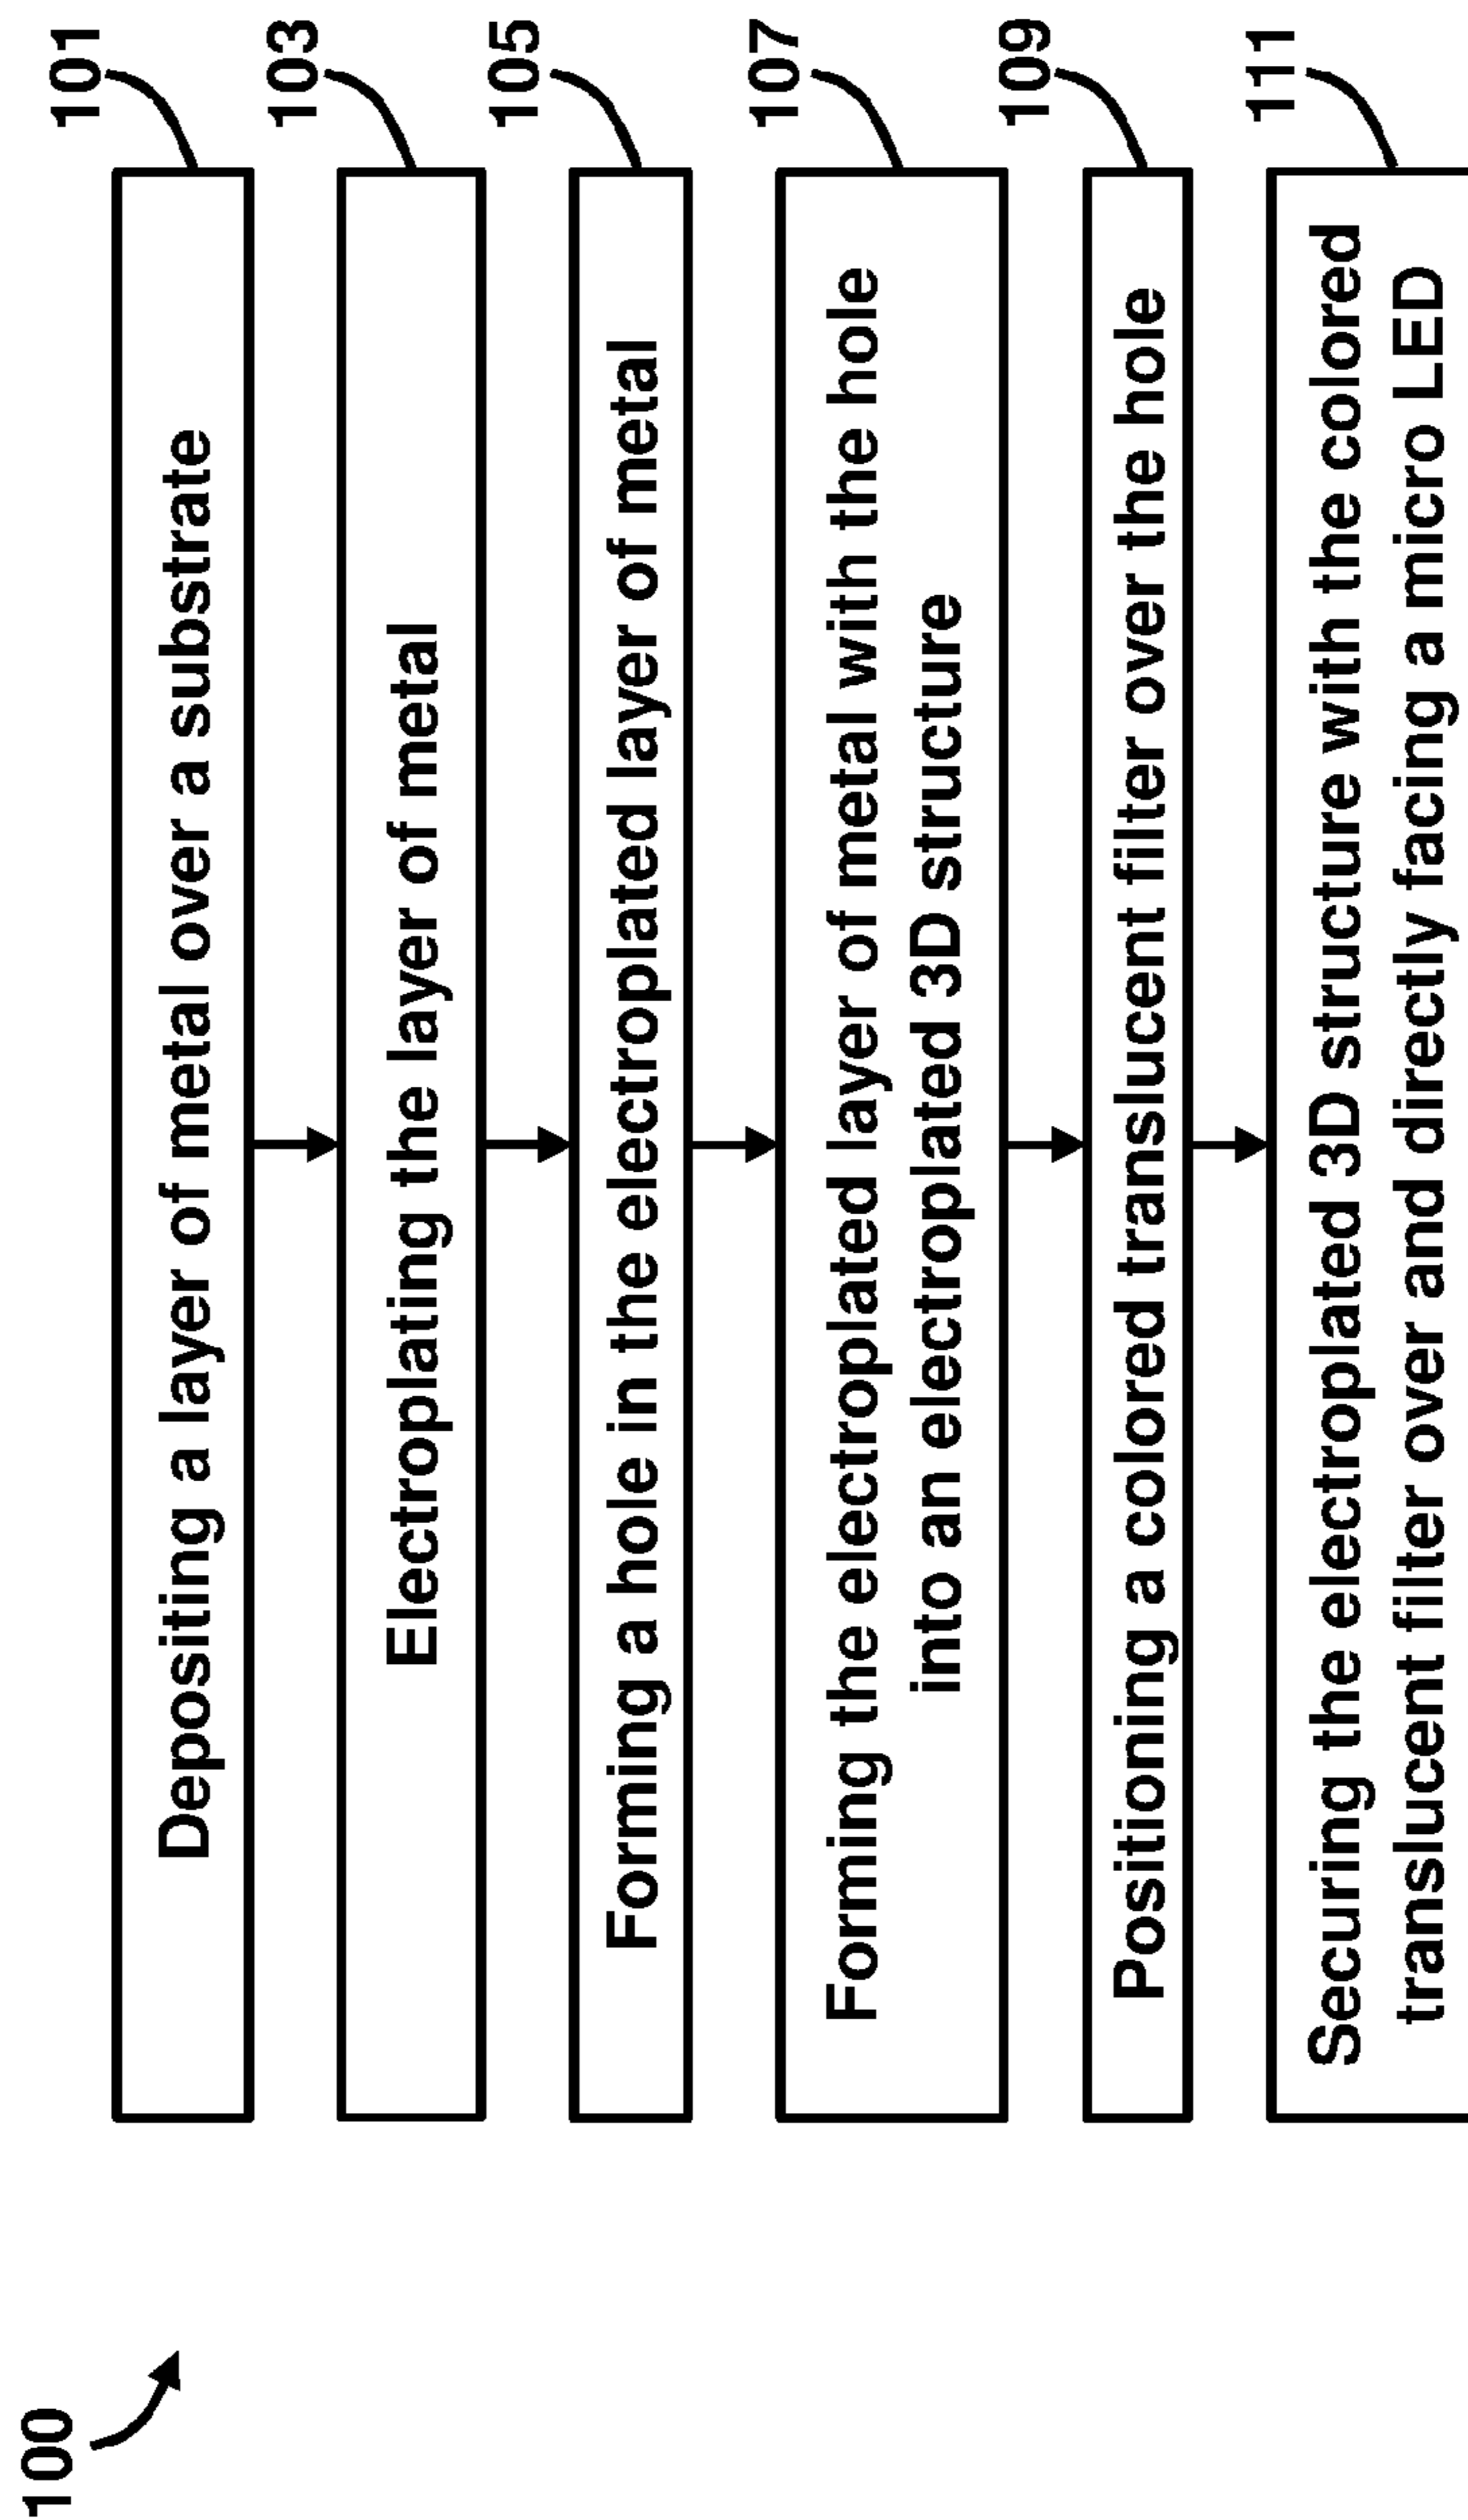 100
101
Depositing a layer of metal over a substrate
103
Electroplating the layer of metal
105
Forming a hole in the electroplated layer of metal
107
Forming the electroplated layer of metal with the hole
into an electroplated 3D structure
109
Positioning a colored translucent filter over the hole
111
Securing the electroplated 3D structure with the colored
translucent filter over and directly facing a micro LED